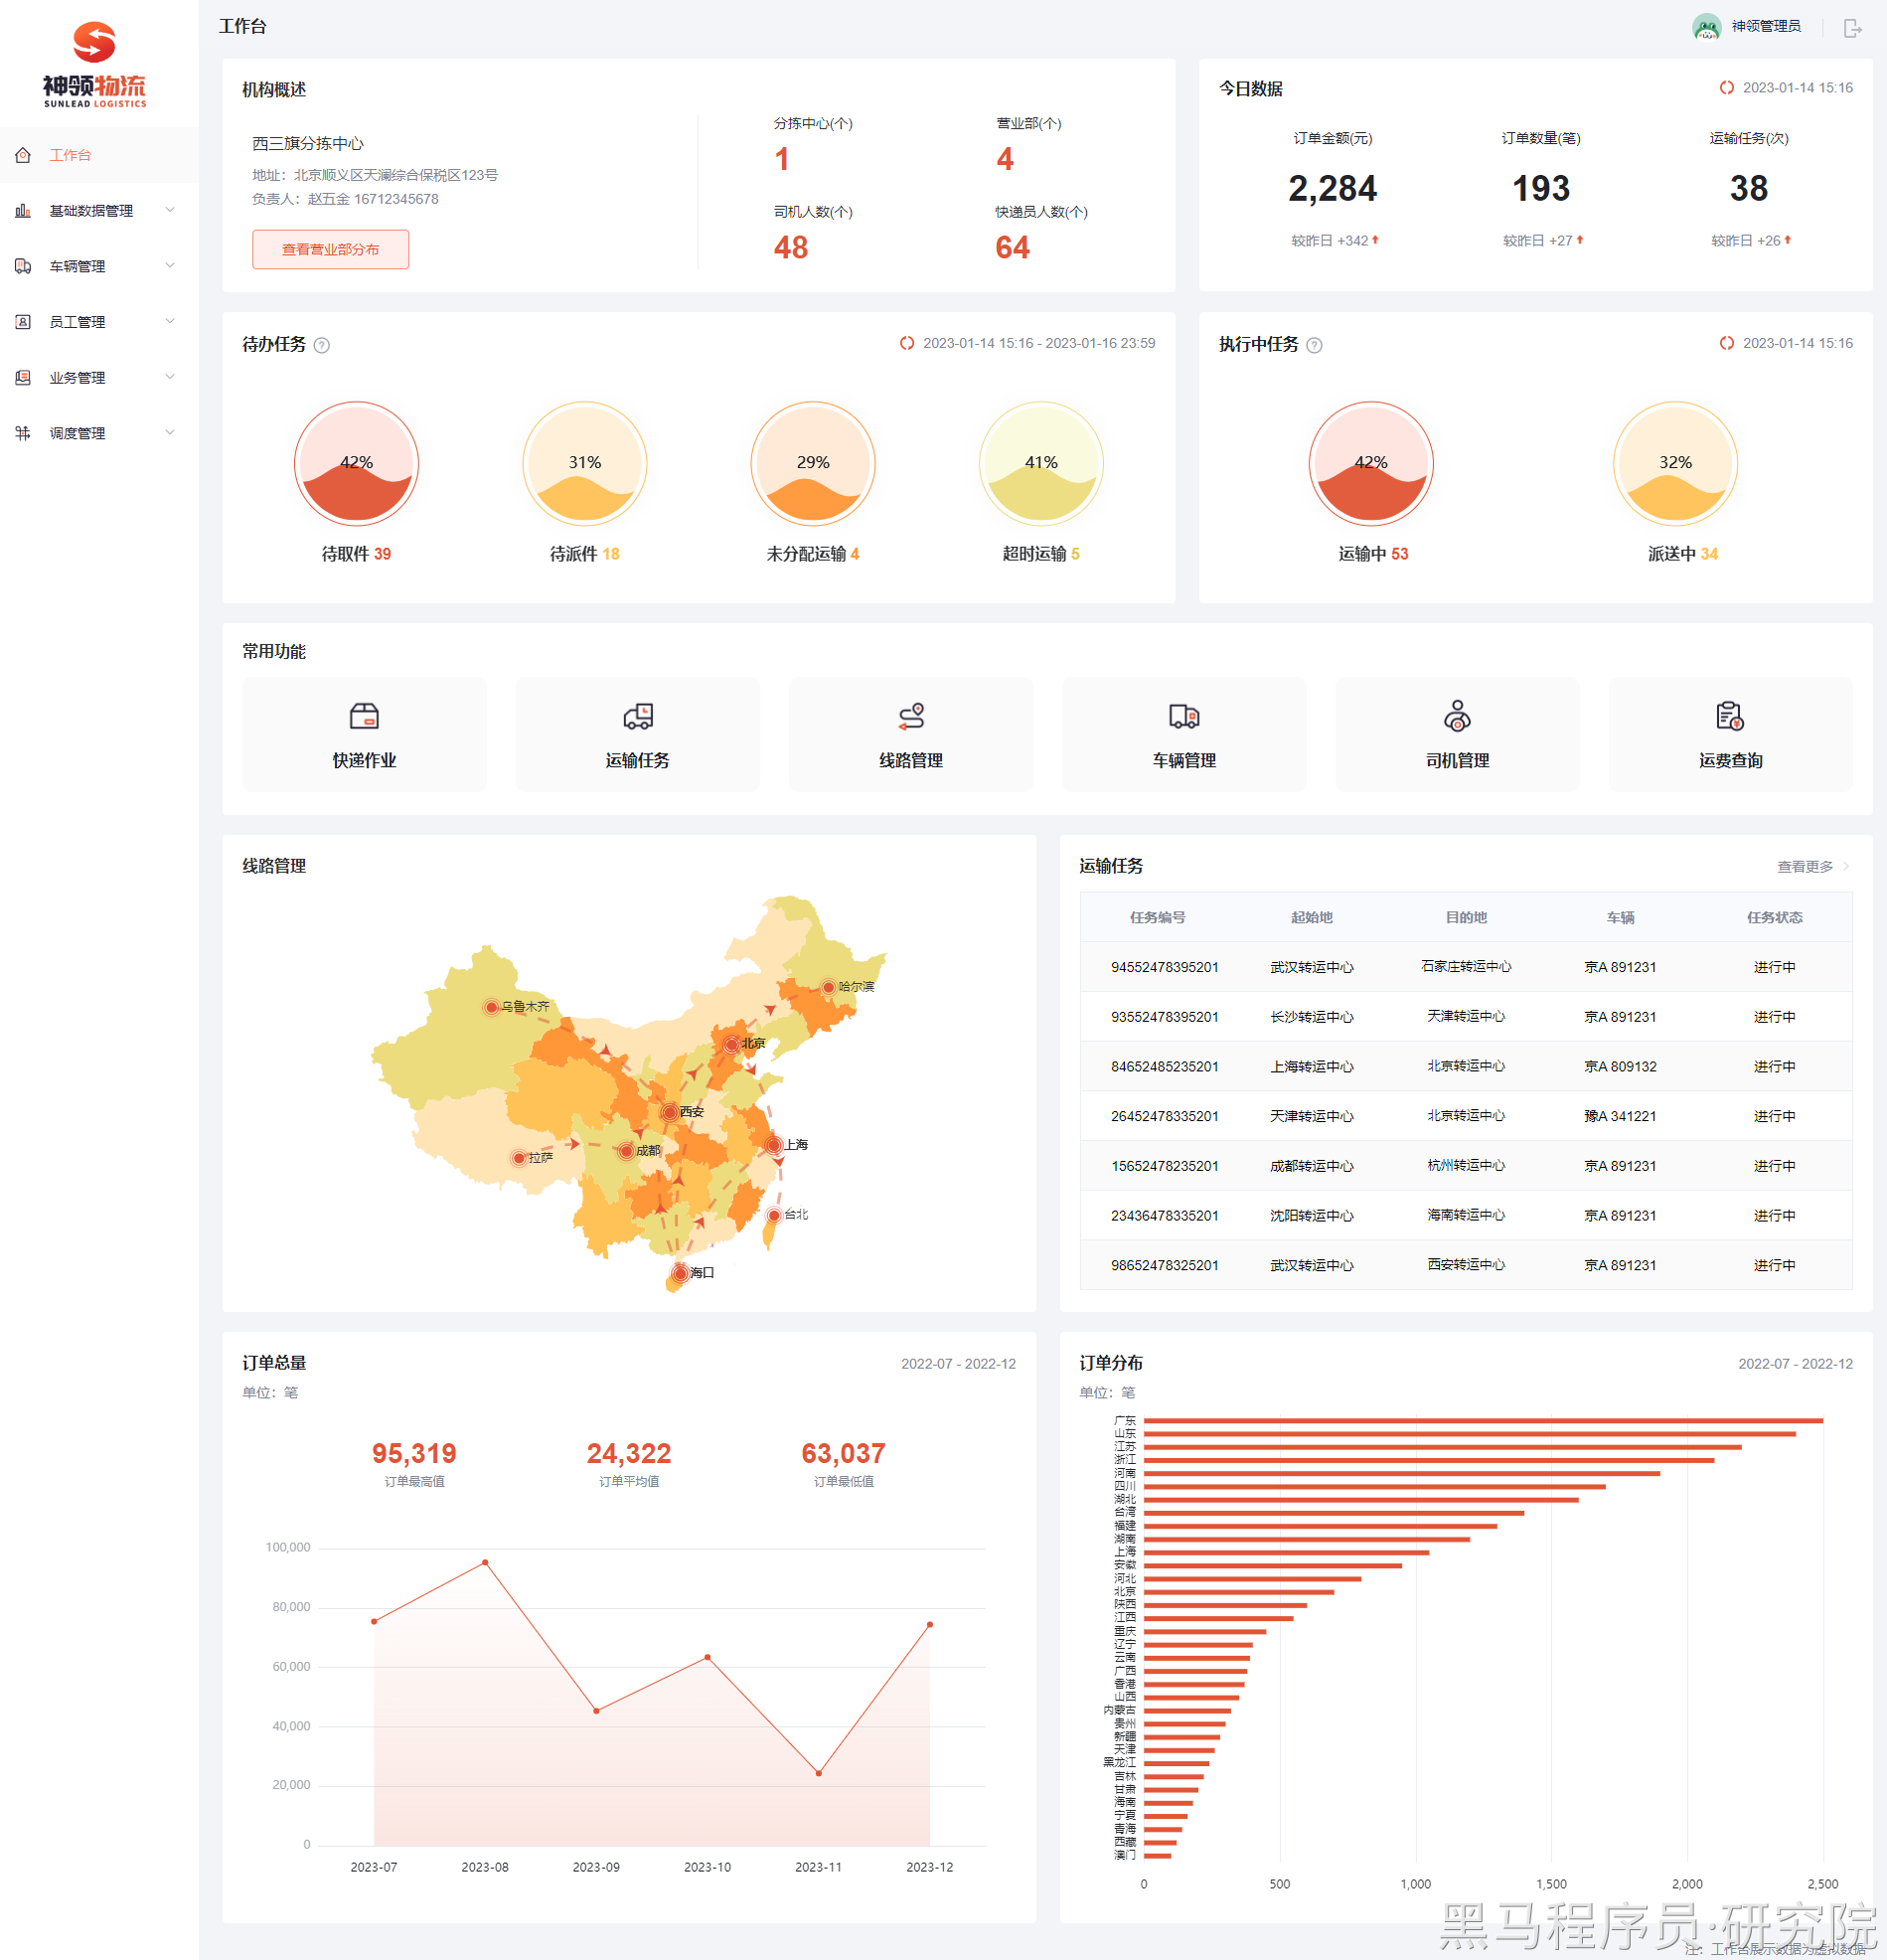 神领物流
SUNLEAD LOGISTICS
工作台
基础数据管理
车辆管理
员工管理
业务管理
调度管理
工作台
神领管理员
机构概述
西三旗分拣中心
地址：北京顺义区天澜综合保税区123号
负责人：赵五金 16712345678
查看营业部分布
分拣中心(个)
1
营业部(个)
4
司机人数(个)
48
快递员人数(个)
64
今日数据
2023-01-14 15:16
订单金额(元)
2,284
较昨日 +342
订单数量(笔)
193
较昨日 +27
运输任务(次)
38
较昨日 +26
待办任务 ?
2023-01-14 15:16 - 2023-01-16 23:59
42%
待取件 39
31%
待派件 18
29%
未分配运输 4
41%
超时运输 5
执行中任务 ?
2023-01-14 15:16
42%
运输中 53
32%
派送中 34
常用功能
快递作业
运输任务
线路管理
车辆管理
司机管理
运费查询
线路管理
哈尔滨
乌鲁木齐
北京
西安
上海
成都
拉萨
台北
海口
运输任务
查看更多
任务编号 起始地 目的地 车辆 任务状态
94552478395201 武汉转运中心 石家庄转运中心 京A 891231 进行中
93552478395201 长沙转运中心 天津转运中心 京A 891231 进行中
84652485235201 上海转运中心 北京转运中心 京A 809132 进行中
26452478335201 天津转运中心 北京转运中心 豫A 341221 进行中
15652478235201 成都转运中心 杭州转运中心 京A 891231 进行中
23436478335201 沈阳转运中心 海南转运中心 京A 891231 进行中
98652478325201 武汉转运中心 西安转运中心 京A 891231 进行中
订单总量
2022-07 - 2022-12
单位：笔
95,319
订单最高值
24,322
订单平均值
63,037
订单最低值
100,000
80,000
60,000
40,000
20,000
0
2023-07 2023-08 2023-09 2023-10 2023-11 2023-12
订单分布
2022-07 - 2022-12
单位：笔
广东
山东
江苏
浙江
河南
四川
湖北
台湾
福建
湖南
上海
安徽
河北
北京
陕西
江西
重庆
辽宁
云南
广西
香港
山西
内蒙古
贵州
新疆
天津
黑龙江
吉林
甘肃
海南
宁夏
青海
西藏
澳门
0 500 1,000 1,500 2,000 2,500
黑马程序员·研究院
注：工作台展示数据为虚拟数据